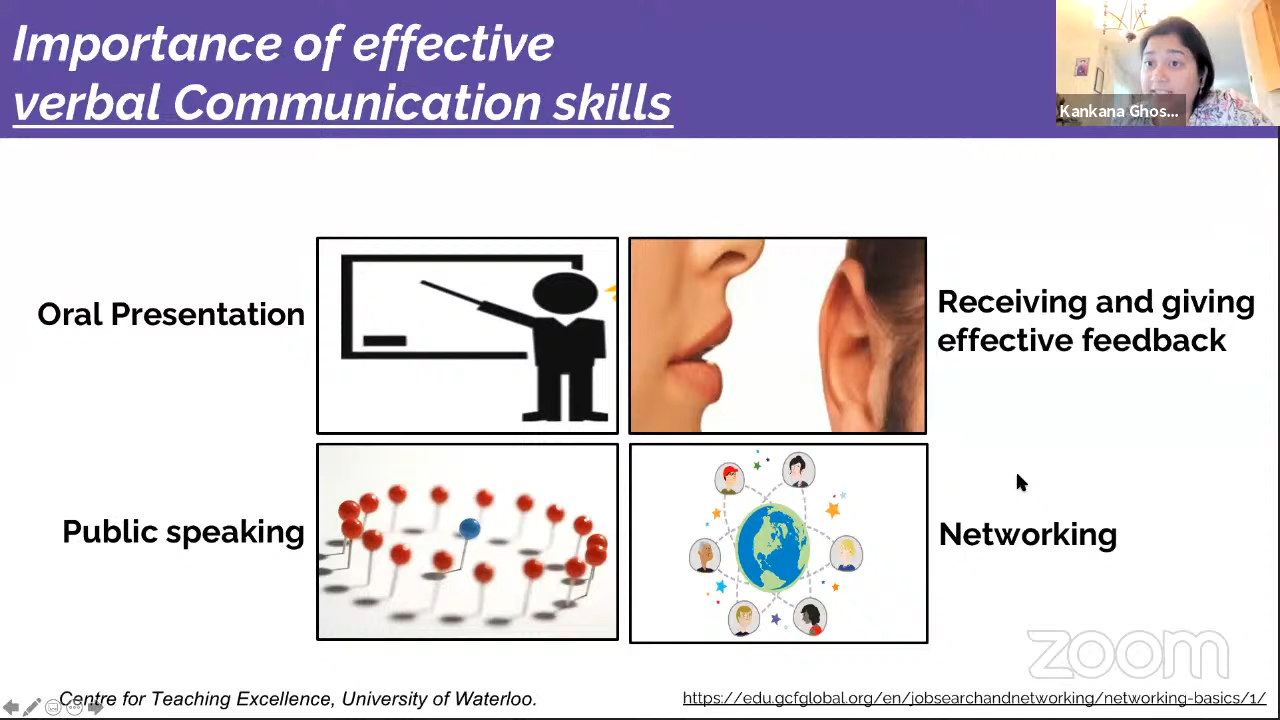 Importance of effective
verbal Communication skills
Kankana Ghos...
Oral Presentation
Receiving and giving
effective feedback
Public speaking
Networking
zoom
Centre for Teaching Excellence, University of Waterloo.
https://edu.gcfglobal.org/en/jobsearchandnetworking/networking-basics/1/